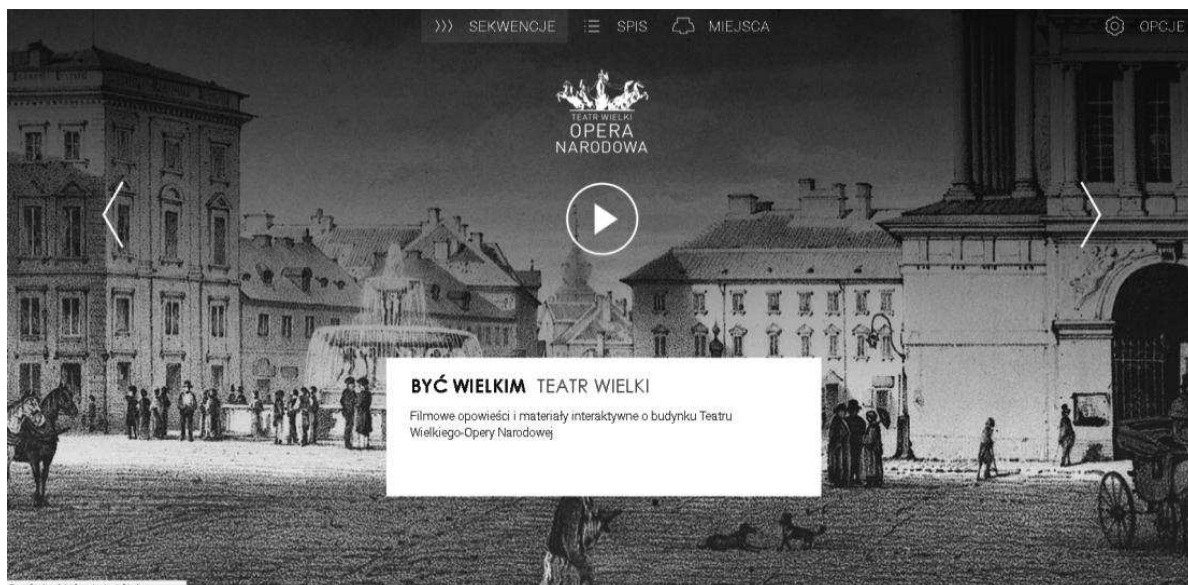 SEKWENCJE SPIS MIEJSCA OPCJE
TEATR WIELKI
OPERA
NARODOWA
BYĆ WIELKIM TEATR WIELKI
Filmowe opowieści i materiały interaktywne o budynku Teatru
Wielkiego-Opery Narodowej